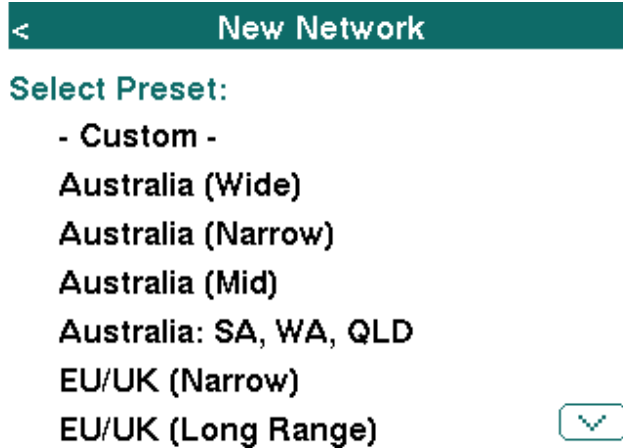 < New Network
Select Preset:
- Custom -
Australia (Wide)
Australia (Narrow)
Australia (Mid)
Australia: SA, WA, QLD
EU/UK (Narrow)
EU/UK (Long Range)